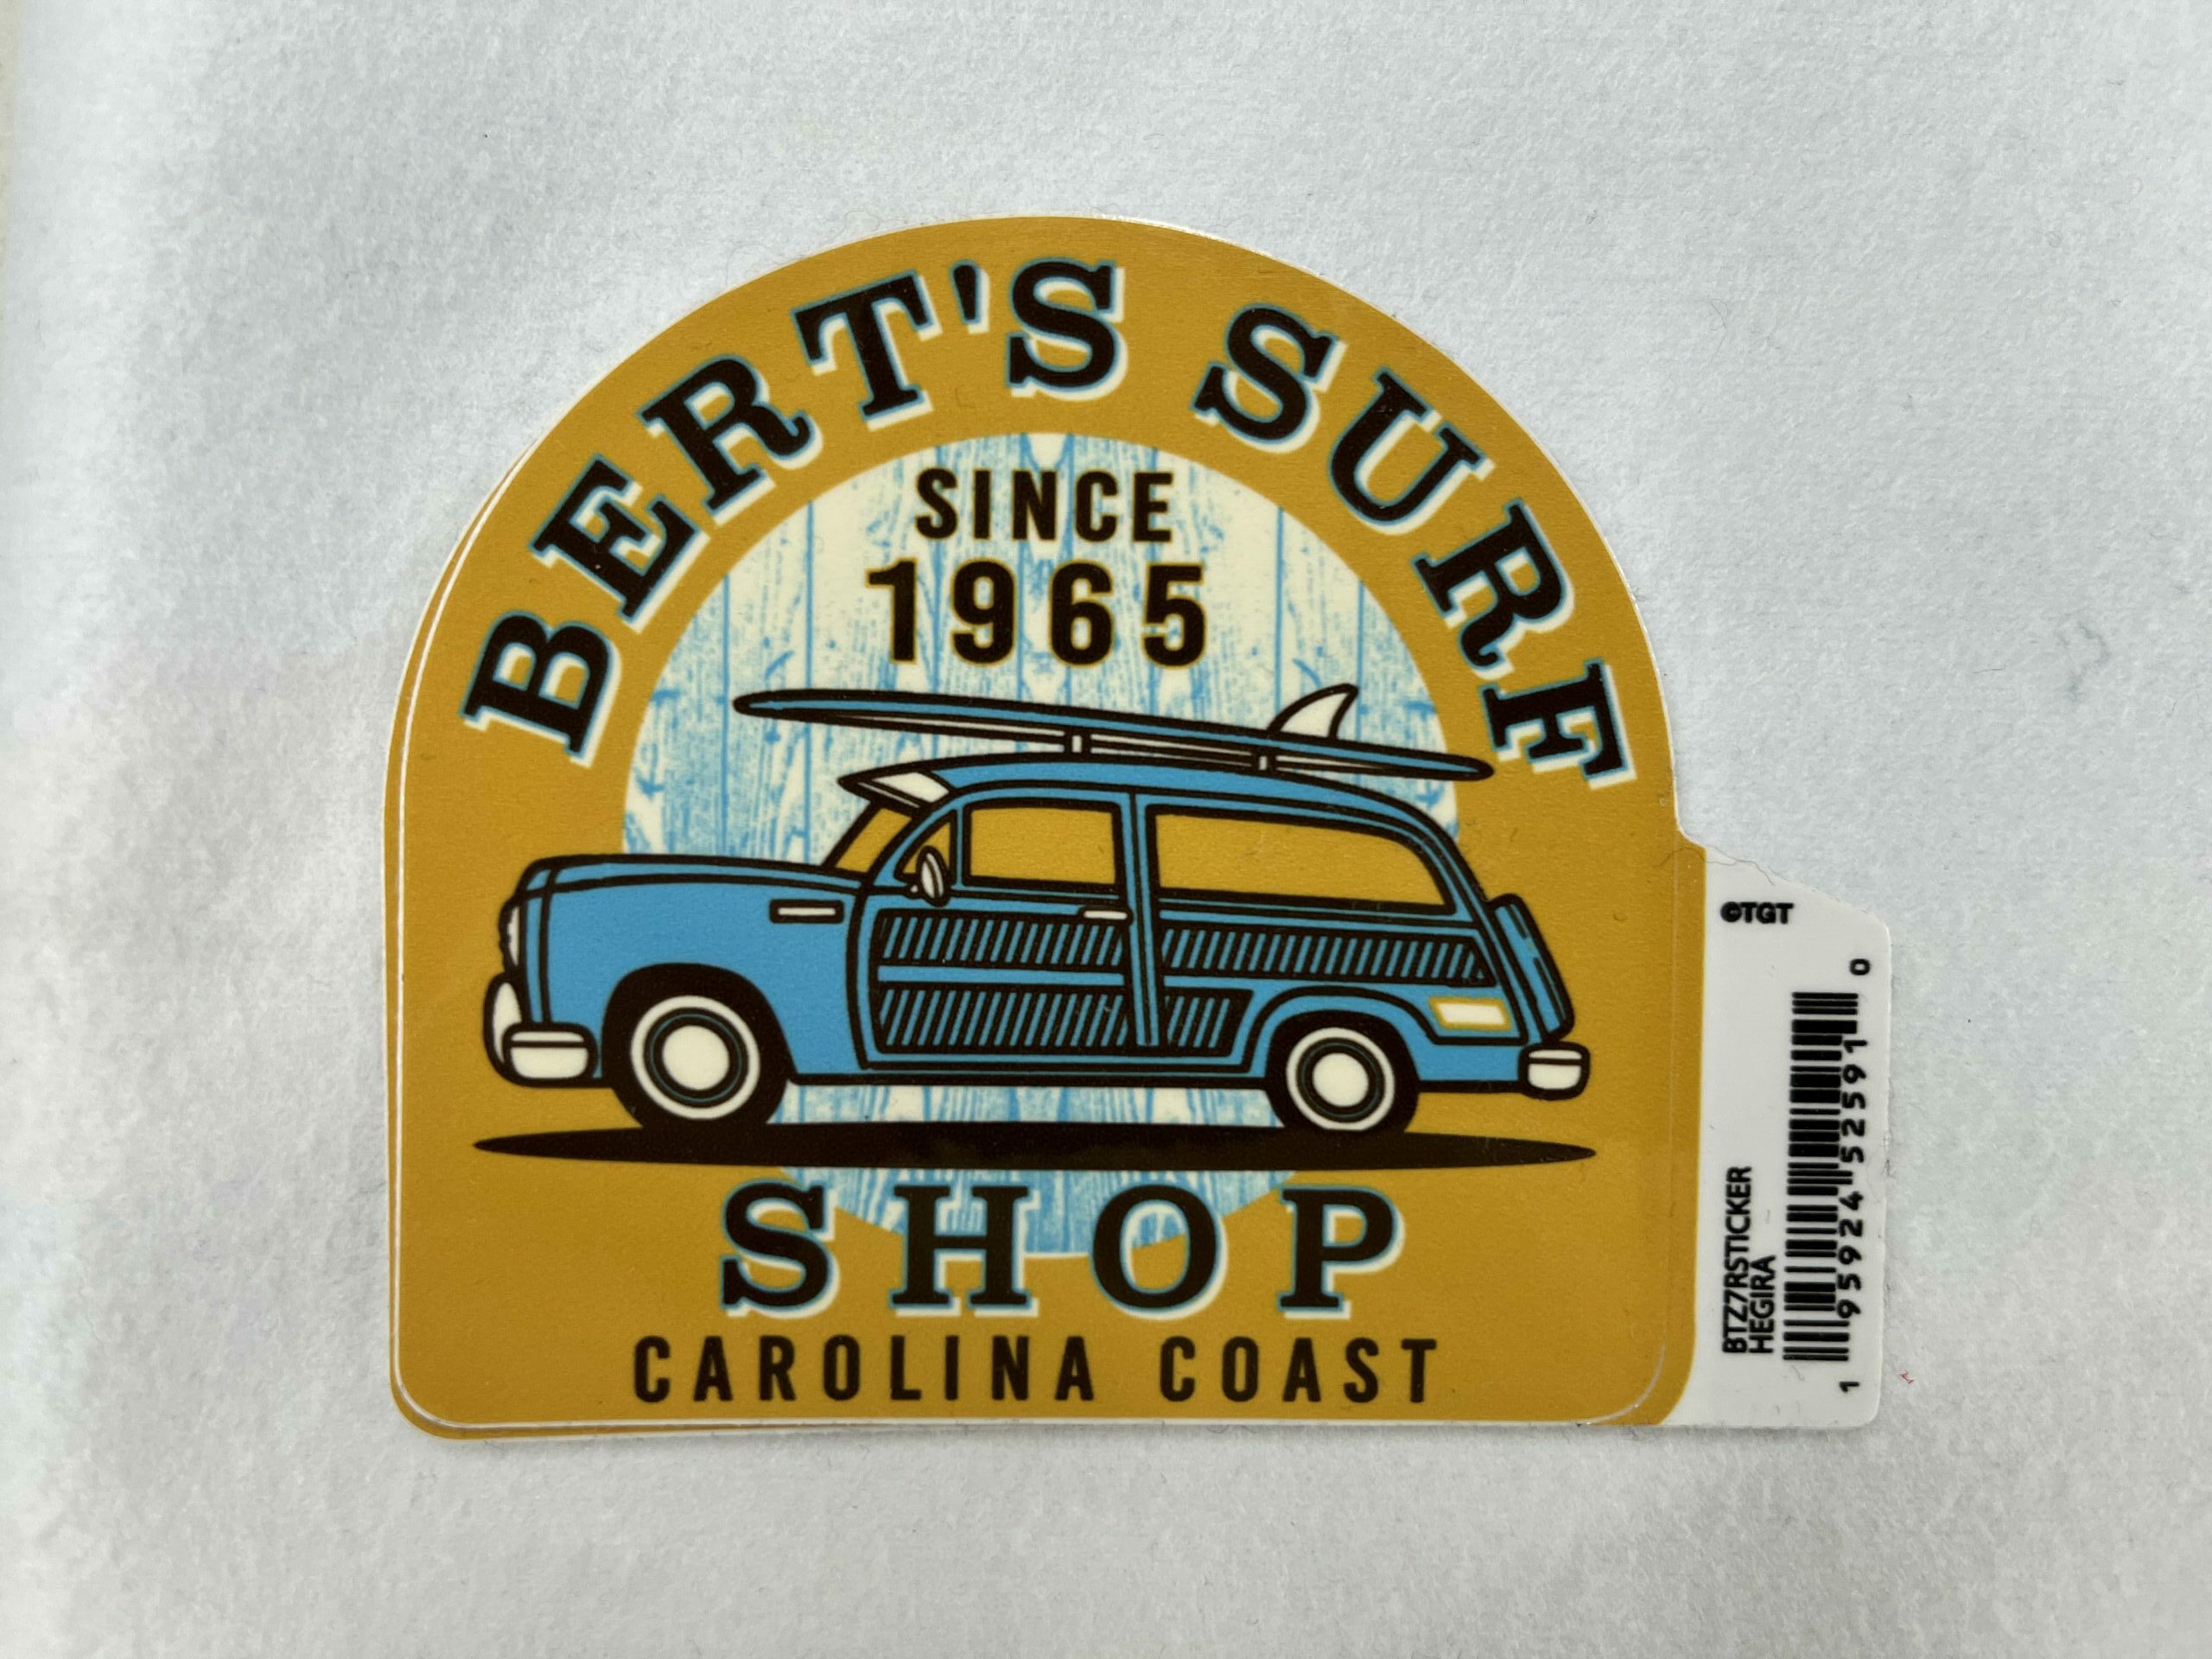 BERT'S SURF
SINCE
1965
SHOP
CAROLINA COAST
©TGT
BTZ7RSTICKER
HEGIRA
1 95924 52591 0